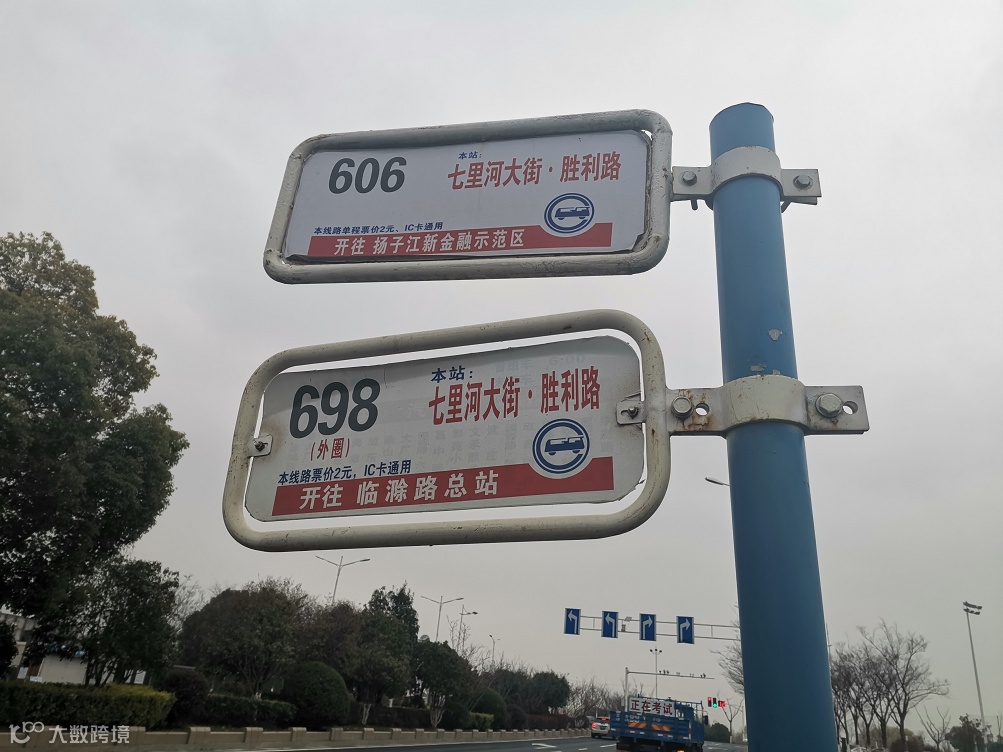 606
本站：
七里河大街·胜利路
本线路单程票价2元、IC卡通用
开往 扬子江新金融示范区
698
(外圈)
本站：
七里河大街·胜利路
本线路票价2元，IC卡通用
开往 临滁路总站
正在考试
大数跨境